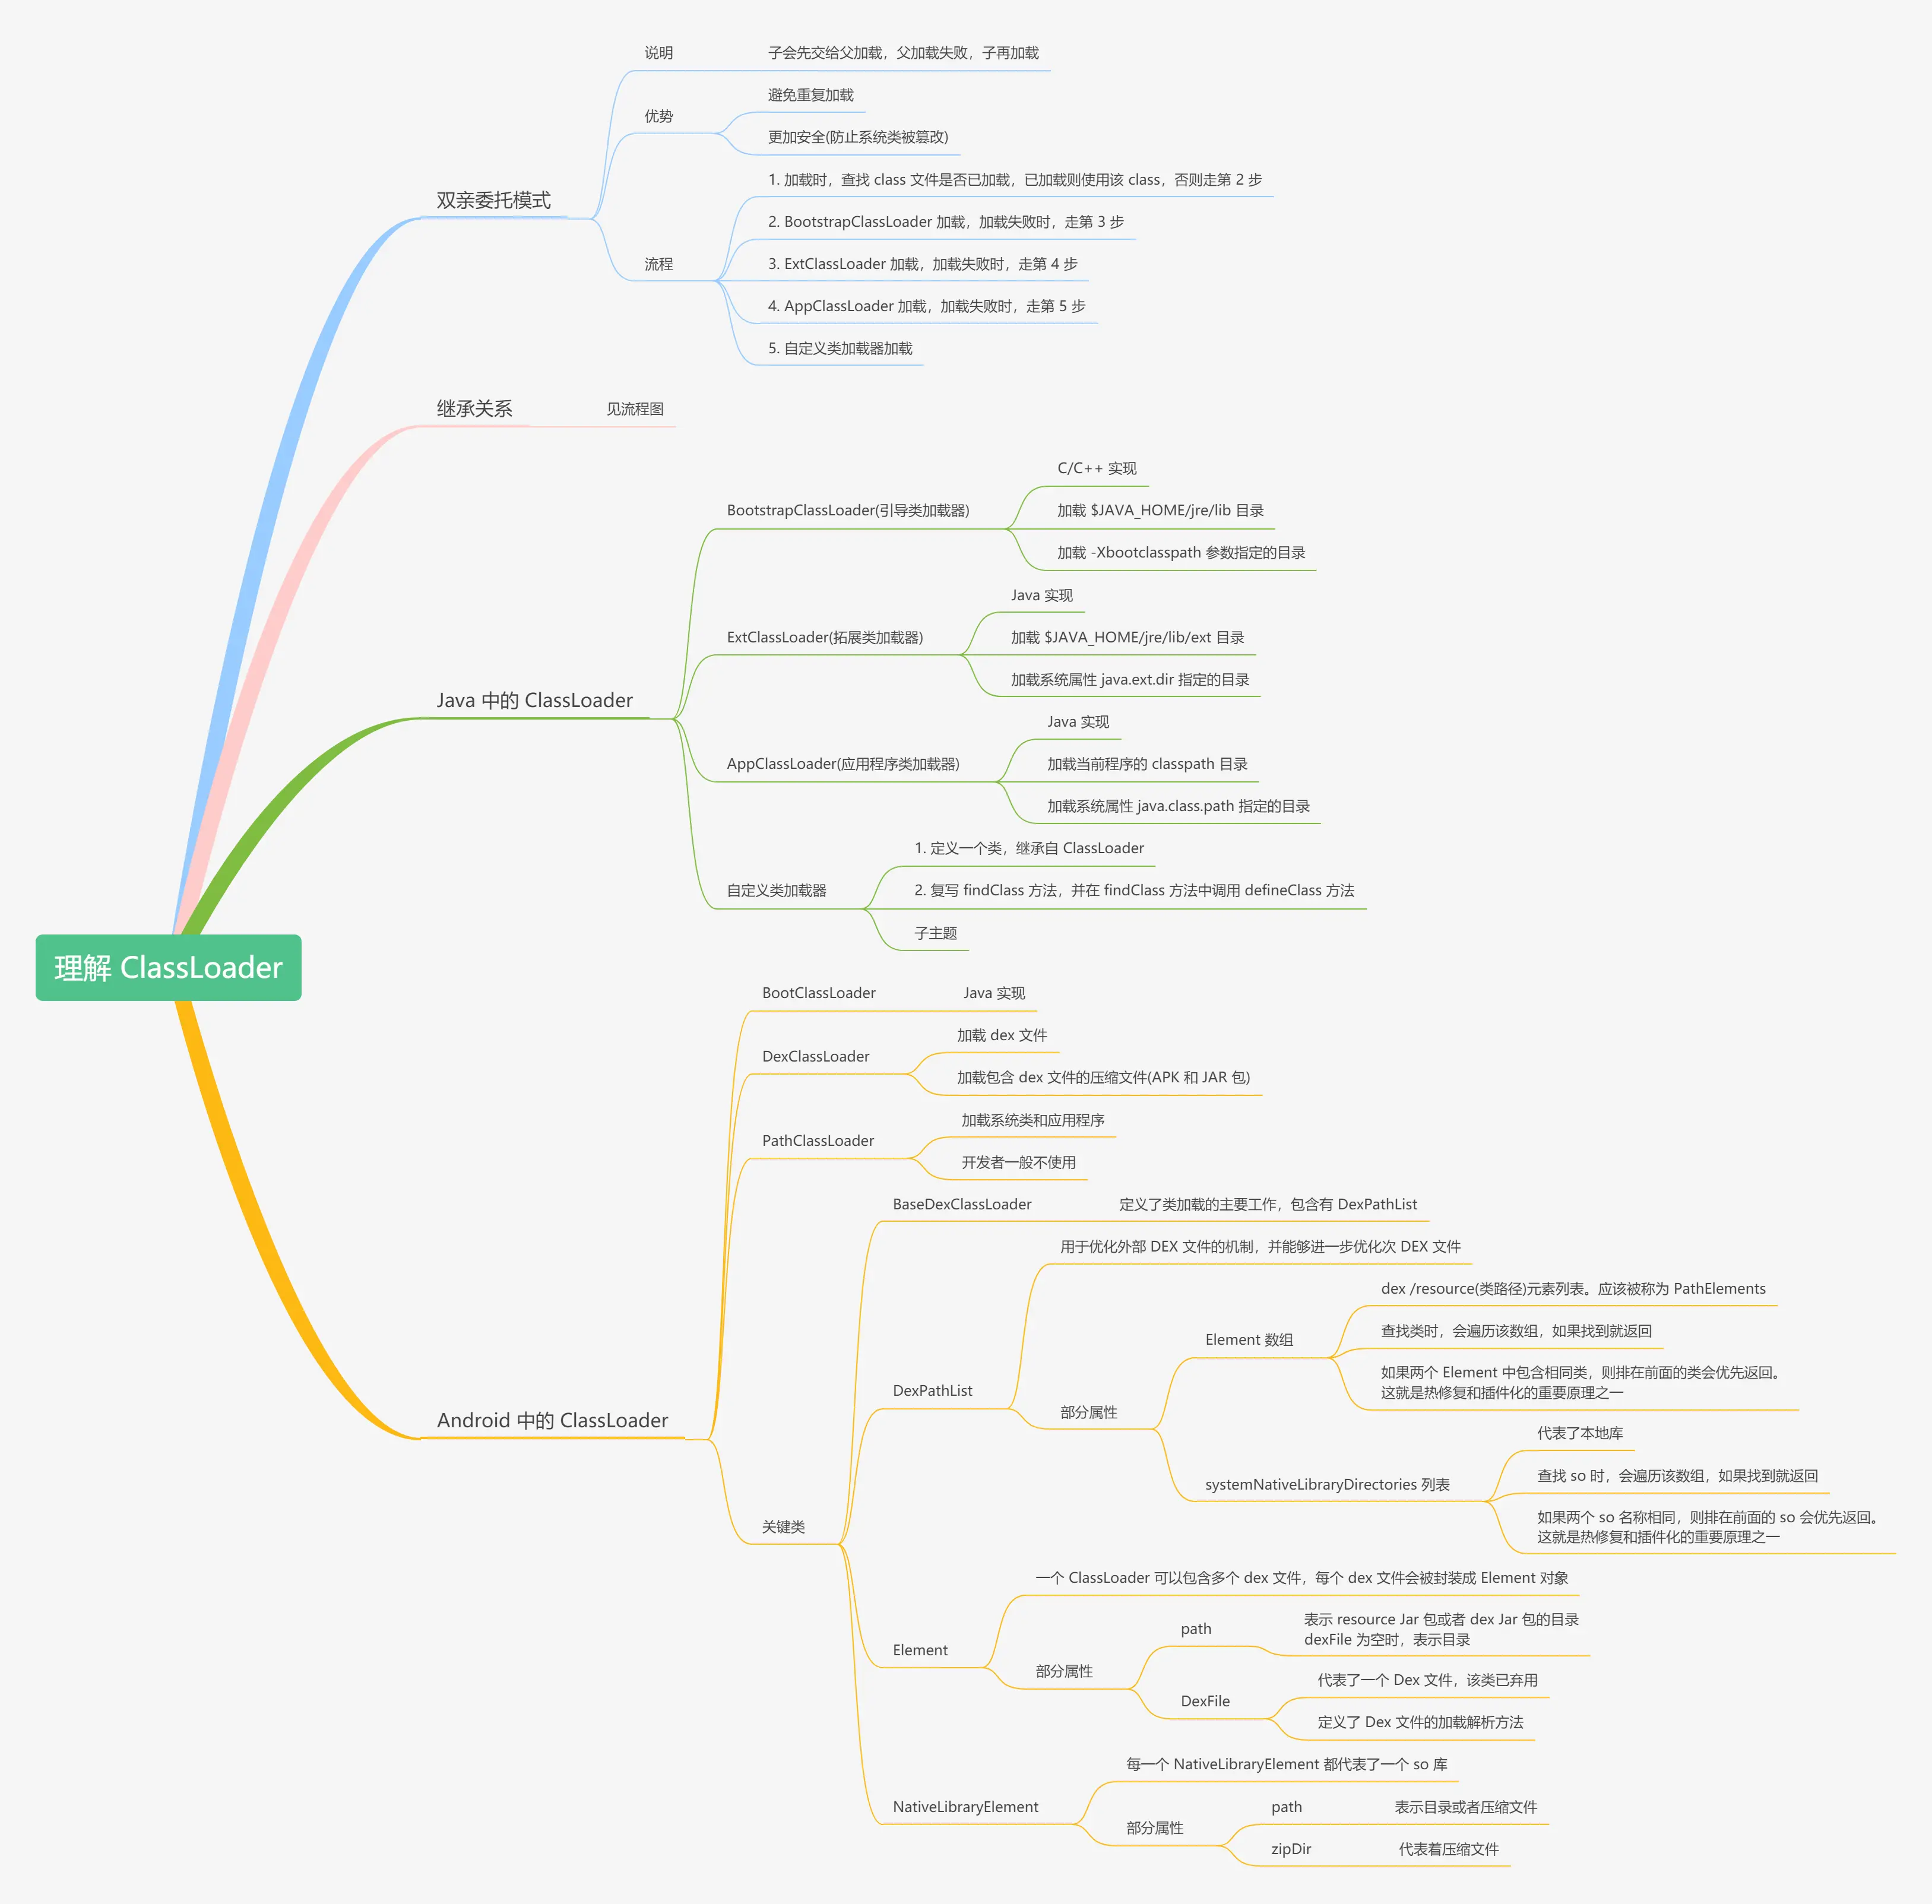 理解 ClassLoader
双亲委托模式
说明
子会先交给父加载，父加载失败，子再加载
优势
避免重复加载
更加安全(防止系统类被篡改)
流程
1. 加载时，查找 class 文件是否已加载，已加载则使用该 class，否则走第 2 步
2. BootstrapClassLoader 加载，加载失败时，走第 3 步
3. ExtClassLoader 加载，加载失败时，走第 4 步
4. AppClassLoader 加载，加载失败时，走第 5 步
5. 自定义类加载器加载
继承关系
见流程图
Java 中的 ClassLoader
BootstrapClassLoader(引导类加载器)
C/C++ 实现
加载 $JAVA_HOME/jre/lib 目录
加载 -Xbootclasspath 参数指定的目录
ExtClassLoader(拓展类加载器)
Java 实现
加载 $JAVA_HOME/jre/lib/ext 目录
加载系统属性 java.ext.dir 指定的目录
AppClassLoader(应用程序类加载器)
Java 实现
加载当前程序的 classpath 目录
加载系统属性 java.class.path 指定的目录
自定义类加载器
1. 定义一个类，继承自 ClassLoader
2. 复写 findClass 方法，并在 findClass 方法中调用 defineClass 方法
子主题
Android 中的 ClassLoader
BootClassLoader
Java 实现
DexClassLoader
加载 dex 文件
加载包含 dex 文件的压缩文件(APK 和 JAR 包)
PathClassLoader
加载系统类和应用程序
开发者一般不使用
关键类
BaseDexClassLoader
定义了类加载的主要工作，包含有 DexPathList
DexPathList
用于优化外部 DEX 文件的机制，并能够进一步优化次 DEX 文件
部分属性
Element 数组
dex /resource(类路径)元素列表。应该被称为 PathElements
查找类时，会遍历该数组，如果找到就返回
如果两个 Element 中包含相同类，则排在前面的类会优先返回。
这就是热修复和插件化的重要原理之一
systemNativeLibraryDirectories 列表
代表了本地库
查找 so 时，会遍历该数组，如果找到就返回
如果两个 so 名称相同，则排在前面的 so 会优先返回。
这就是热修复和插件化的重要原理之一
Element
一个 ClassLoader 可以包含多个 dex 文件，每个 dex 文件会被封装成 Element 对象
部分属性
path
表示 resource Jar 包或者 dex Jar 包的目录
dexFile 为空时，表示目录
DexFile
代表了一个 Dex 文件，该类已弃用
定义了 Dex 文件的加载解析方法
NativeLibraryElement
每一个 NativeLibraryElement 都代表了一个 so 库
部分属性
path
表示目录或者压缩文件
zipDir
代表着压缩文件